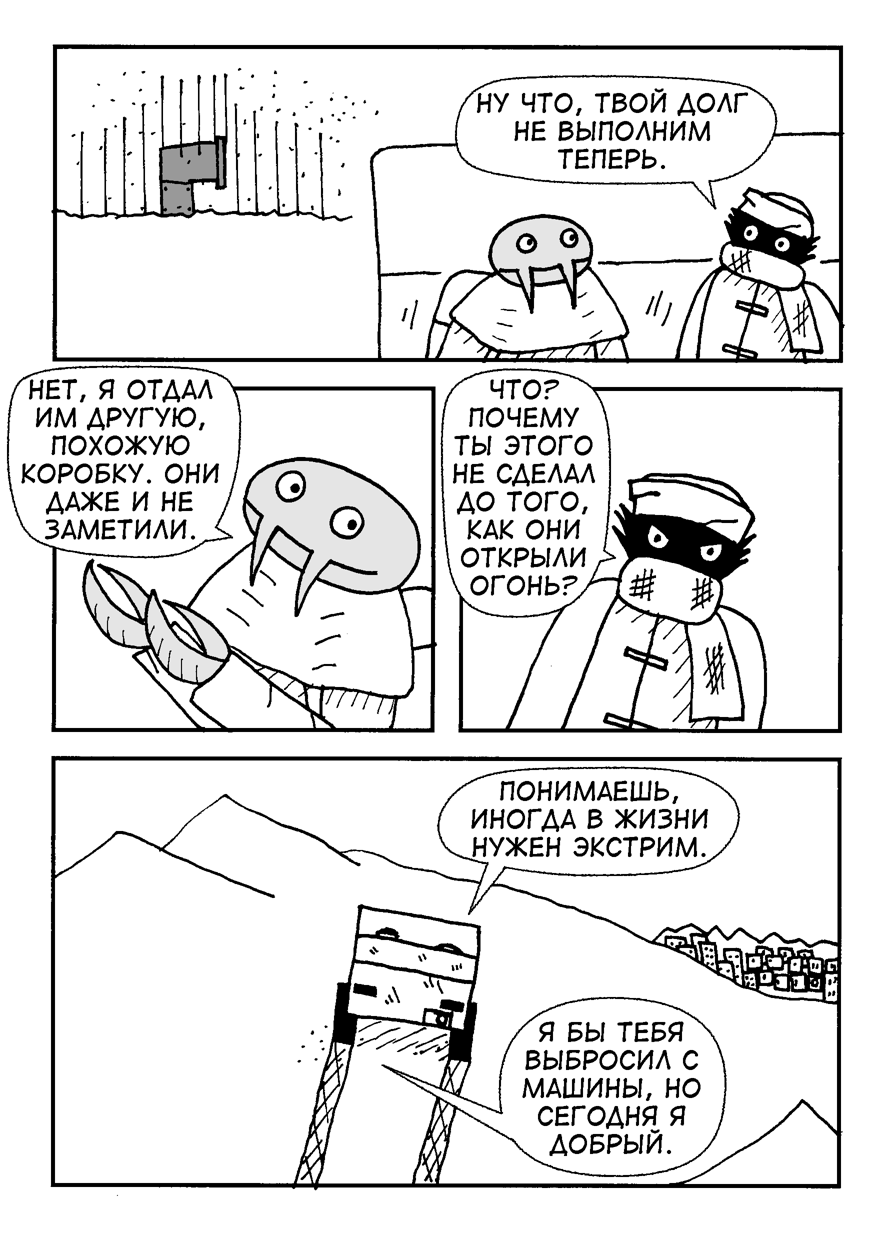 НУ ЧТО, ТВОЙ ДОЛГ
НЕ ВЫПОЛНИМ
ТЕПЕРЬ.
НЕТ, Я ОТДАЛ
ИМ ДРУГУЮ,
ПОХОЖУЮ
КОРОБКУ. ОНИ
ДАЖЕ И НЕ
ЗАМЕТИЛИ.
ЧТО?
ПОЧЕМУ
ТЫ ЭТОГО
НЕ СДЕЛАЛ
ДО ТОГО,
КАК ОНИ
ОТКРЫЛИ
ОГОНЬ?
ПОНИМАЕШЬ,
ИНОГДА В ЖИЗНИ
НУЖЕН ЭКСТРИМ.
Я БЫ ТЕБЯ
ВЫБРОСИЛ С
МАШИНЫ, НО
СЕГОДНЯ Я
ДОБРЫЙ.